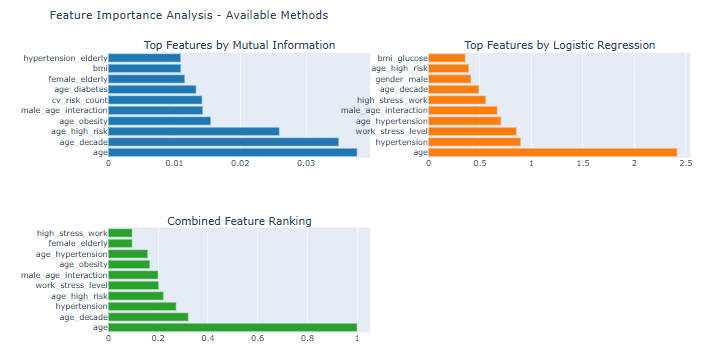 Feature Importance Analysis - Available Methods
Top Features by Mutual Information
hypertension_elderly
bmi
female_elderly
age_diabetes
cv_risk_count
male_age_interaction
age_obesity
age_high_risk
age_decade
age
0 0.01 0.02 0.03
Top Features by Logistic Regression
bmi_glucose
age_high_risk
gender_male
age_decade
high_stress_work
male_age_interaction
age_hypertension
work_stress_level
hypertension
age
0 0.5 1 1.5 2 2.5
Combined Feature Ranking
high_stress_work
female_elderly
age_hypertension
age_obesity
male_age_interaction
work_stress_level
age_high_risk
hypertension
age_decade
age
0 0.2 0.4 0.6 0.8 1